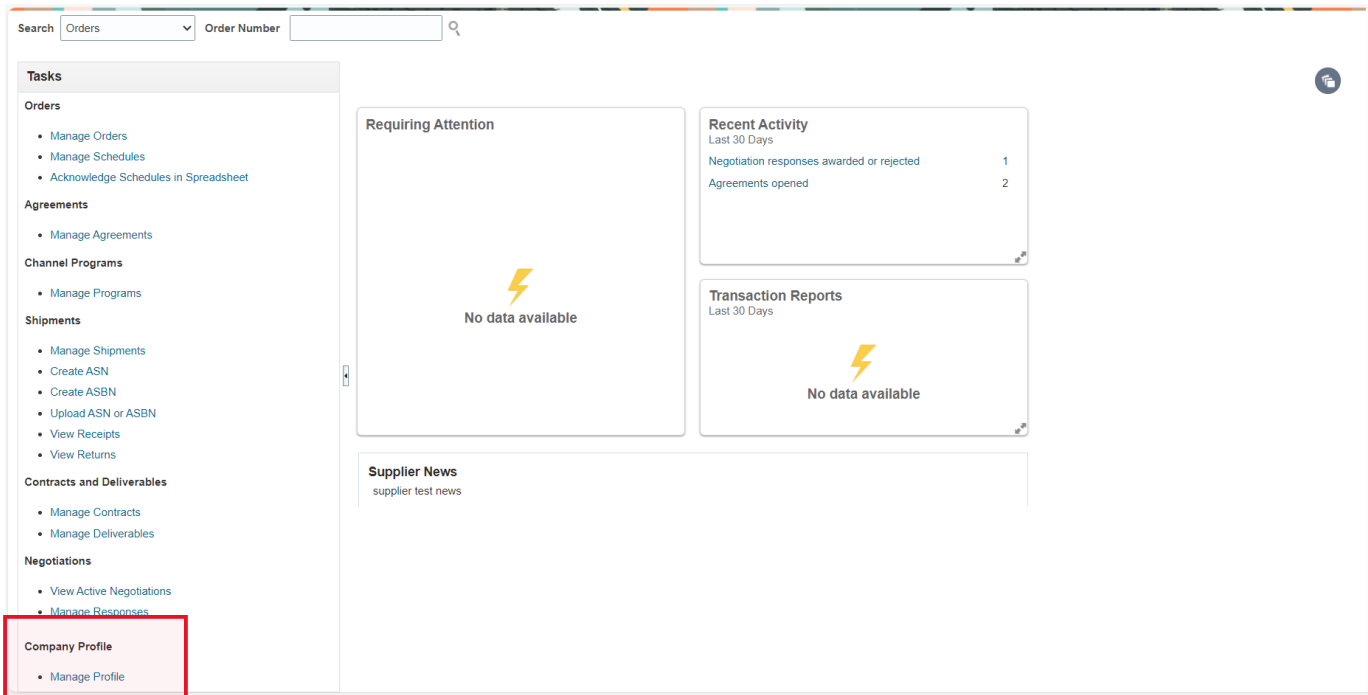 Search Orders Order Number
Tasks
Orders
Manage Orders
Manage Schedules
Acknowledge Schedules in Spreadsheet
Agreements
Manage Agreements
Channel Programs
Manage Programs
Shipments
Manage Shipments
Create ASN
Create ASBN
Upload ASN or ASBN
View Receipts
View Returns
Contracts and Deliverables
Manage Contracts
Manage Deliverables
Negotiations
View Active Negotiations
Manage Responses
Company Profile
Manage Profile
Requiring Attention
No data available
Recent Activity
Last 30 Days
Negotiation responses awarded or rejected 1
Agreements opened 2
Transaction Reports
Last 30 Days
No data available
Supplier News
supplier test news